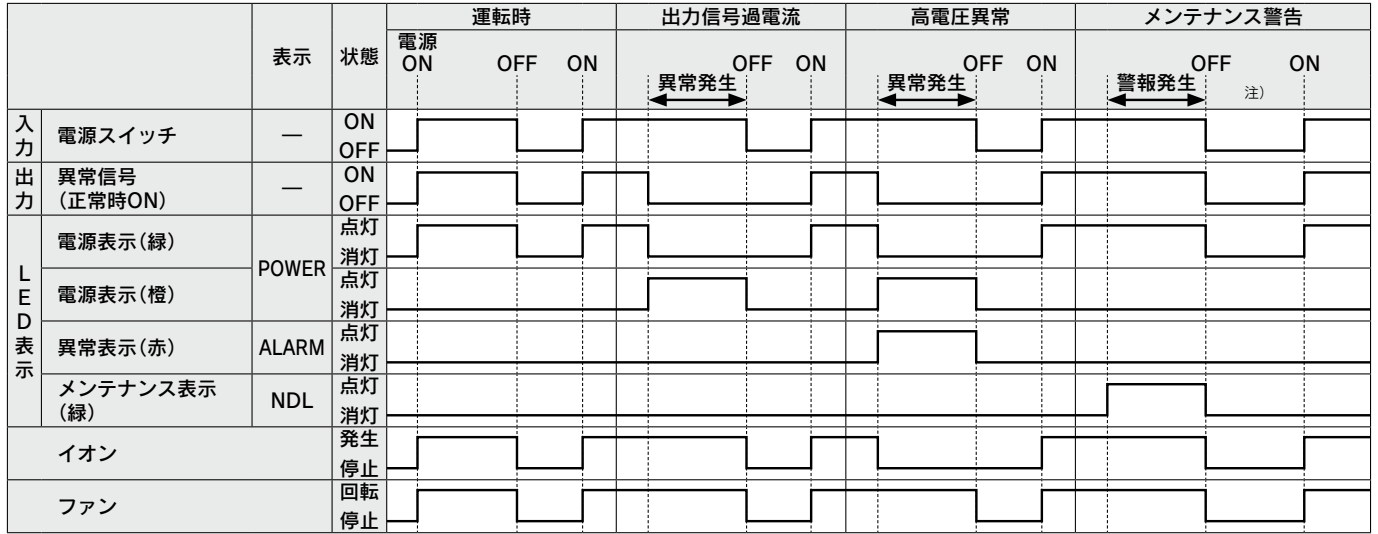 運転時 出力信号過電流 高電圧異常 メンテナンス警告
表示 状態
電源
ON OFF ON OFF ON OFF ON OFF ON
異常発生 異常発生 警報発生 注)
入力 電源スイッチ — ON
OFF
出力 異常信号 — ON
(正常時ON) OFF
LED表示 電源表示(緑) POWER 点灯
消灯
電源表示(橙) 点灯
消灯
異常表示(赤) ALARM 点灯
消灯
メンテナンス表示 NDL 点灯
(緑) 消灯
イオン 発生
停止
ファン 回転
停止